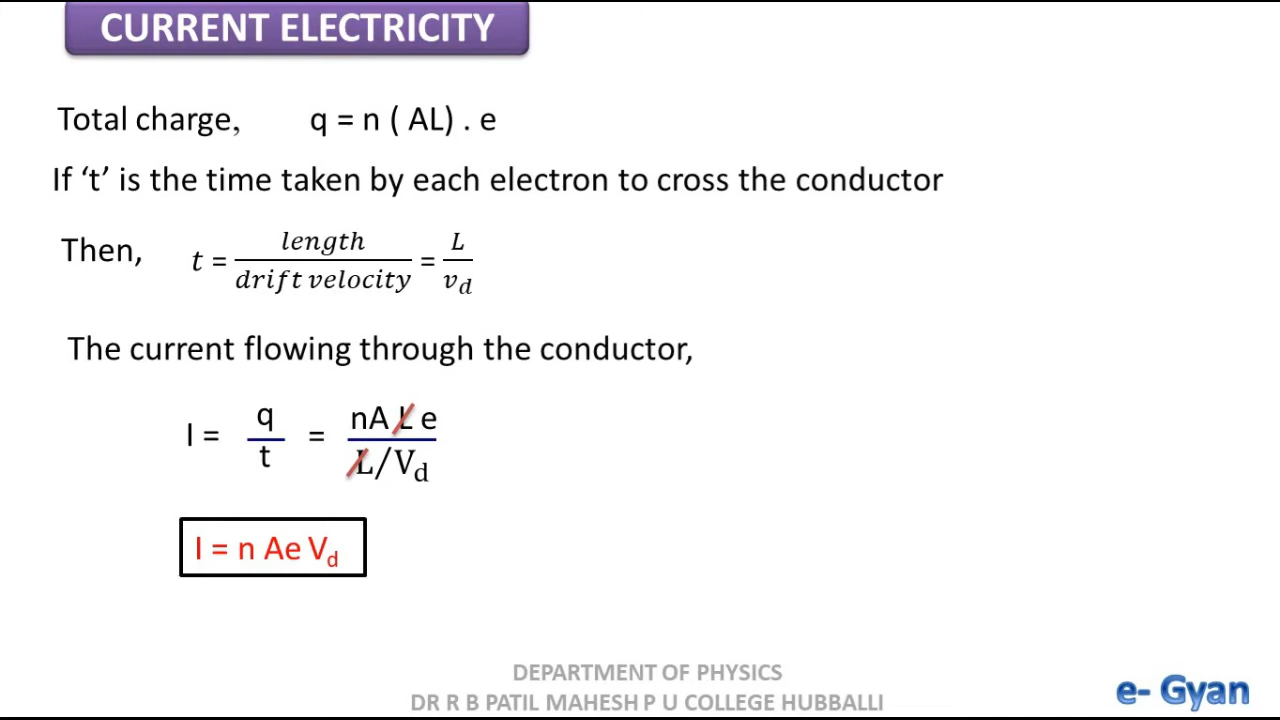 CURRENT ELECTRICITY
Total charge, q = n ( AL) . e
If ‘t’ is the time taken by each electron to cross the conductor
Then, t = length / drift velocity = L / v_d
The current flowing through the conductor,
I = q / t = nA L e / L/V_d
I = n Ae V_d
DEPARTMENT OF PHYSICS
DR R B PATIL MAHESH P U COLLEGE HUBBALLI
e- Gyan